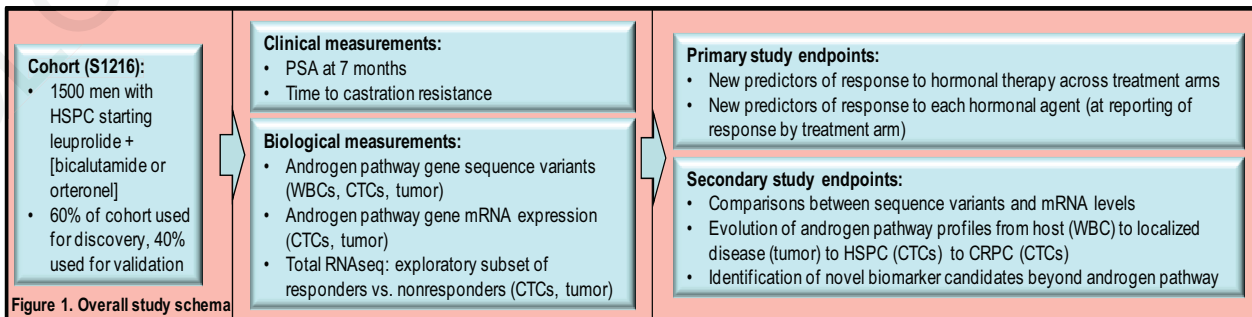 Cohort (S1216):
• 1500 men with
HSPC starting
leuprolide +
[bicalutamide or
orteronel]
• 60% of cohort used
for discovery, 40%
used for validation
Figure 1. Overall study schema
Clinical measurements:
• PSA at 7 months
• Time to castration resistance
Biological measurements:
• Androgen pathway gene sequence variants
(WBCs, CTCs, tumor)
• Androgen pathway gene mRNA expression
(CTCs, tumor)
• Total RNAseq: exploratory subset of
responders vs. nonresponders (CTCs, tumor)
Primary study endpoints:
• New predictors of response to hormonal therapy across treatment arms
• New predictors of response to each hormonal agent (at reporting of
response by treatment arm)
Secondary study endpoints:
• Comparisons between sequence variants and mRNA levels
• Evolution of androgen pathway profiles from host (WBC) to localized
disease (tumor) to HSPC (CTCs) to CRPC (CTCs)
• Identification of novel biomarker candidates beyond androgen pathway